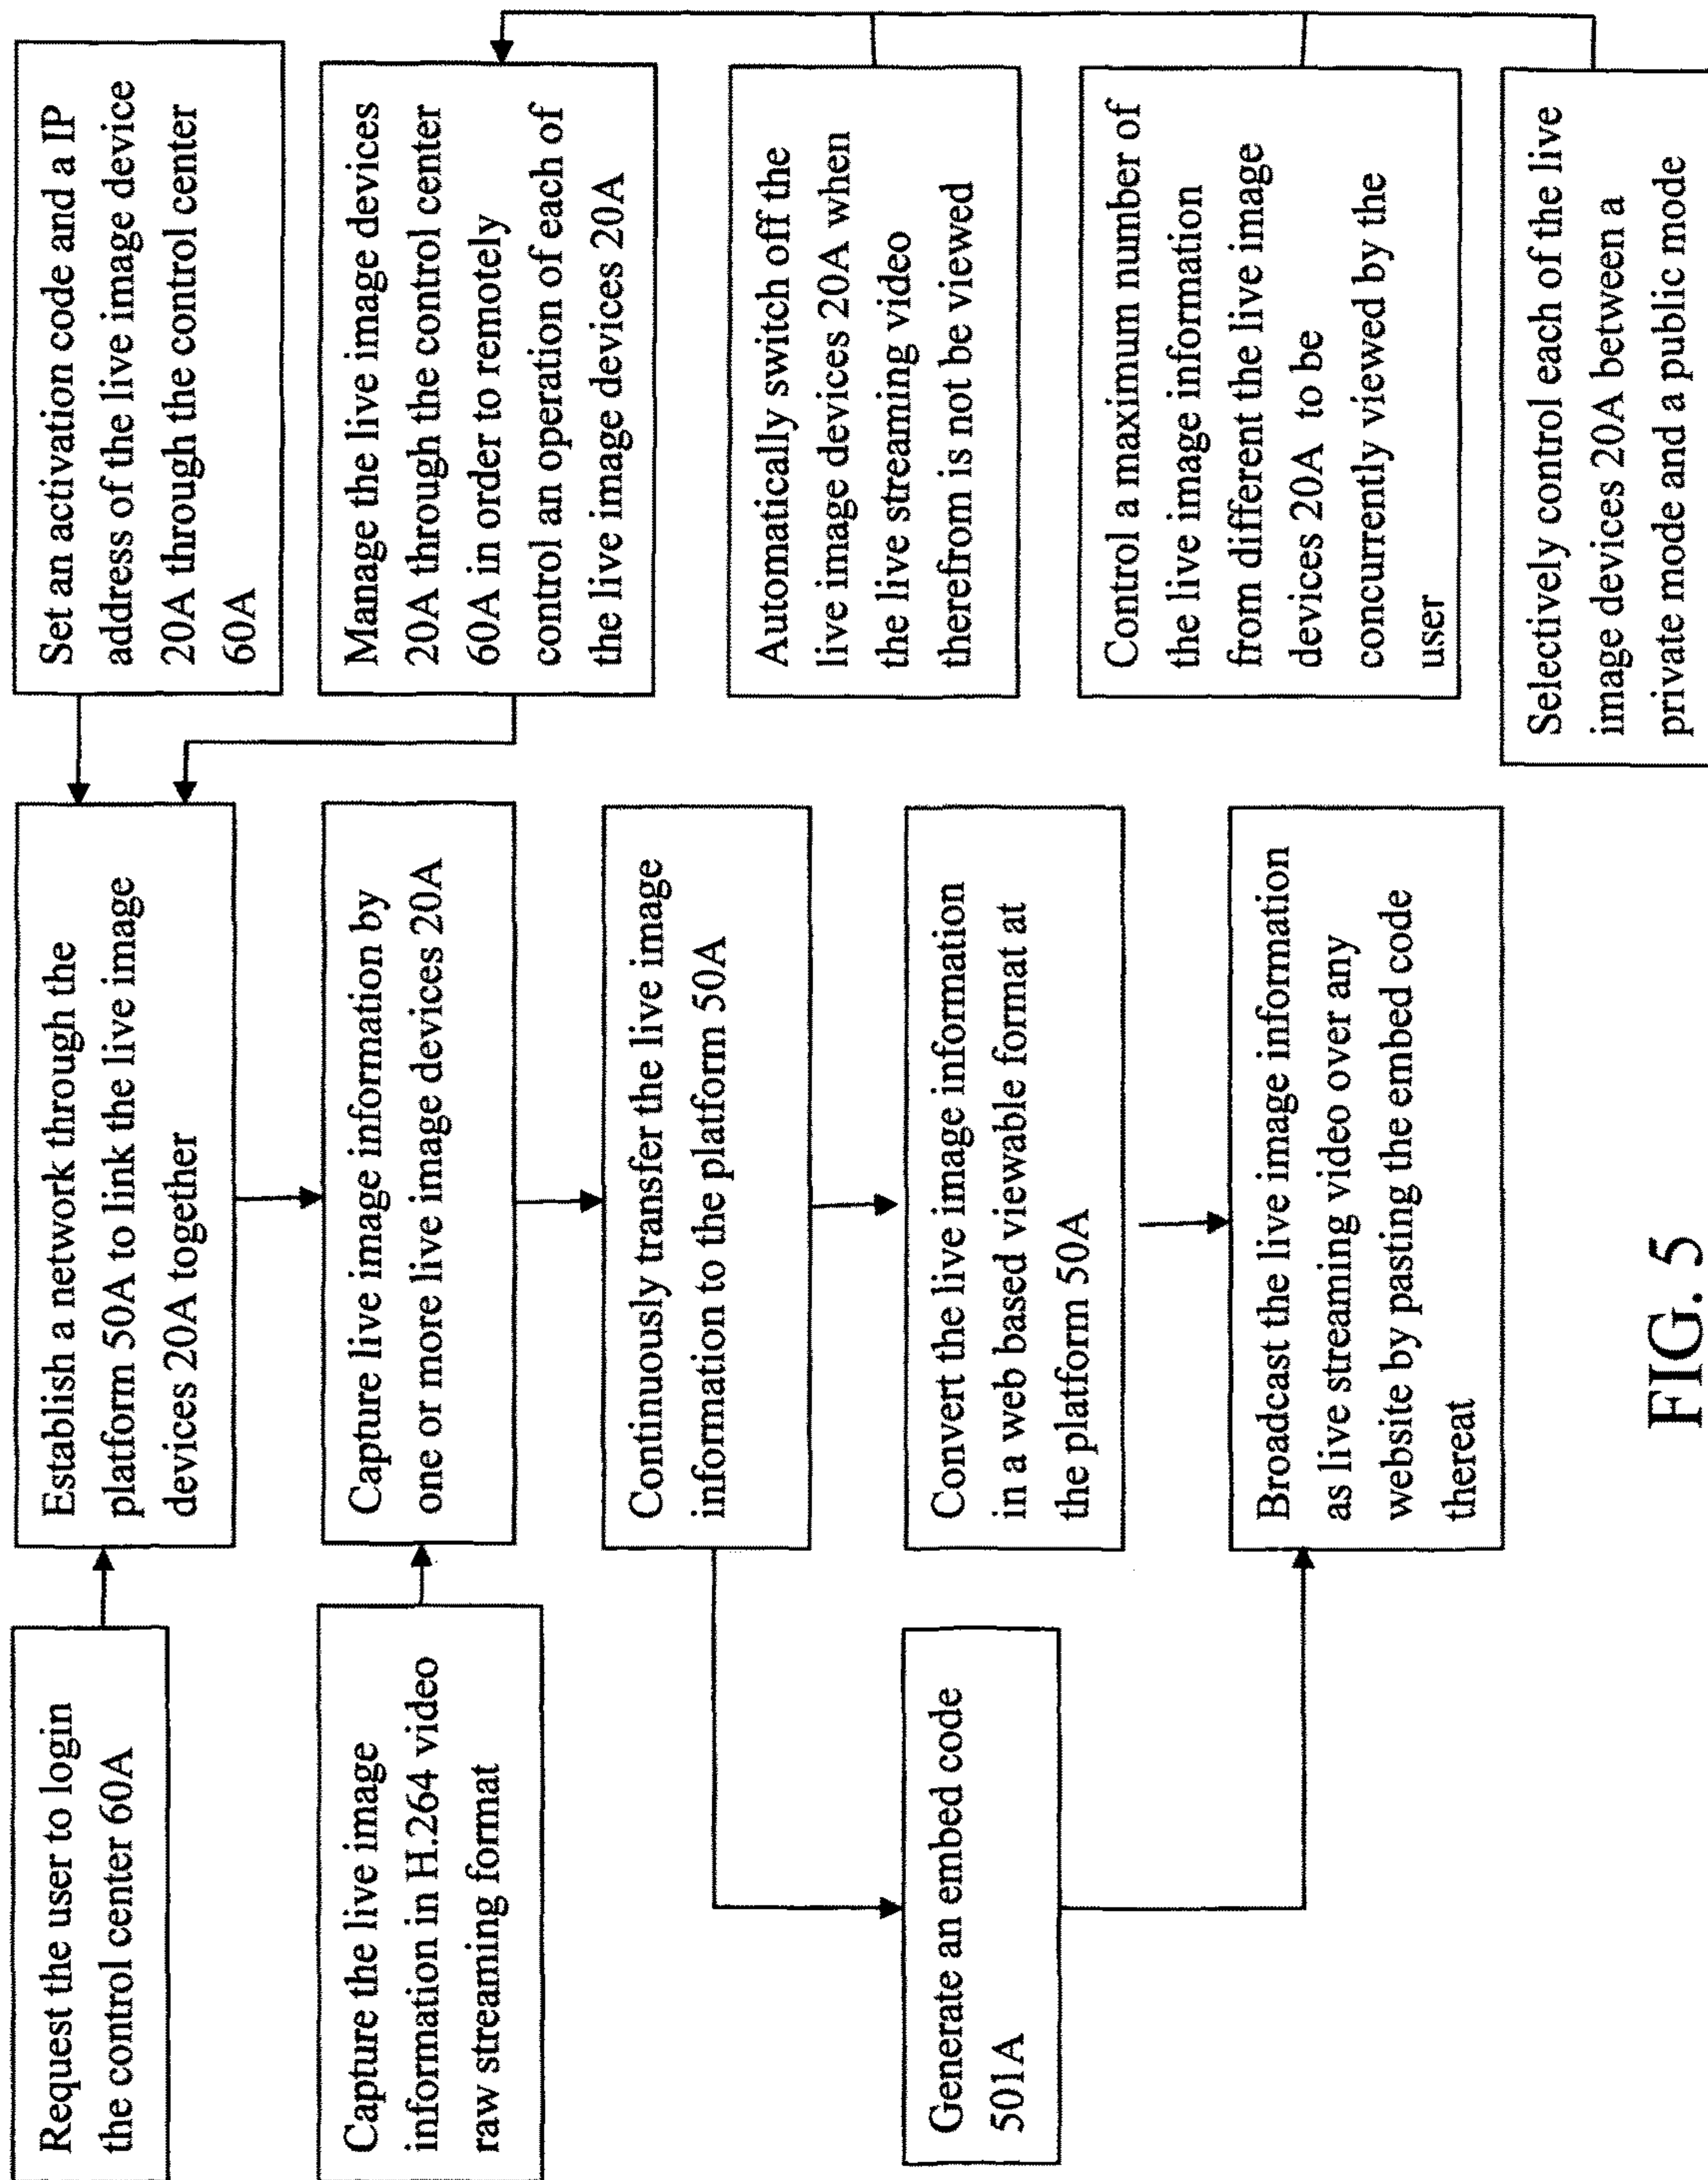 Request the user to login
the control center 60A
Establish a network through the
platform 50A to link the live image
devices 20A together
Set an activation code and a IP
address of the live image device
20A through the control center
60A
Capture the live image
information in H.264 video
raw streaming format
Capture live image information by
one or more live image devices 20A
Manage the live image devices
20A through the control center
60A in order to remotely
control an operation of each of
the live image devices 20A
Continuously transfer the live image
information to the platform 50A
Automatically switch off the
live image devices 20A when
the live streaming video
therefrom is not be viewed
Generate an embed code
501A
Convert the live image information
in a web based viewable format at
the platform 50A
Control a maximum number of
the live image information
from different the live image
devices 20A to be
concurrently viewed by the
user
Broadcast the live image information
as live streaming video over any
website by pasting the embed code
thereat
Selectively control each of the live
image devices 20A between a
private mode and a public mode
FIG. 5